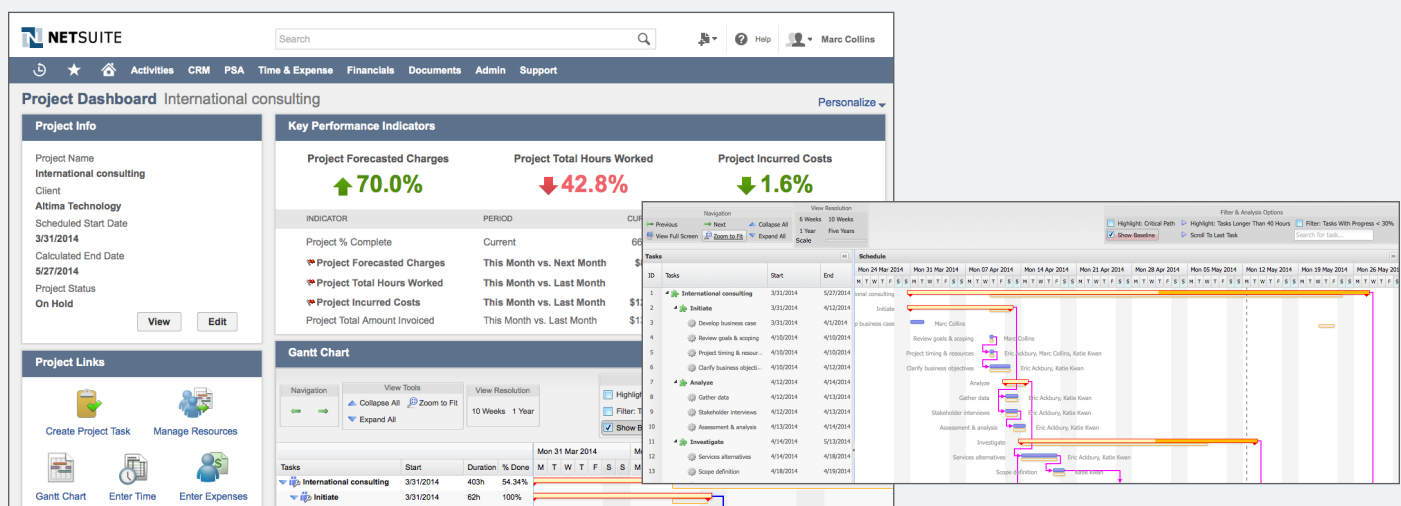 NETSUITE
Search
Help
Marc Collins
Activities CRM PSA Time & Expense Financials Documents Admin Support
Project Dashboard International consulting
Personalize
Project Info
Project Name
International consulting
Client
Altima Technology
Scheduled Start Date
3/31/2014
Calculated End Date
5/27/2014
Project Status
On Hold
View Edit
Project Links
Create Project Task Manage Resources
Gantt Chart Enter Time Enter Expenses
Key Performance Indicators
Project Forecasted Charges Project Total Hours Worked Project Incurred Costs
70.0% 42.8% 1.6%
INDICATOR PERIOD CUR
Project % Complete Current 66
Project Forecasted Charges This Month vs. Next Month
Project Total Hours Worked This Month vs. Last Month
Project Incurred Costs This Month vs. Last Month $12
Project Total Amount Invoiced This Month vs. Last Month $1
Gantt Chart
Navigation View Tools View Resolution
Collapse All Zoom to Fit
Expand All
10 Weeks 1 Year
Highligh
Filter: T
Show B
Mon 31 Mar 2014
Tasks Start Duration % Done M T W T F S S M
International consulting 3/31/2014 403h 54.34%
Initiate 3/31/2014 62h 100%
Navigation View Resolution Filter & Analysis Options
Previous Next Collapse All 6 Weeks 10 Weeks Highlight: Critical Path Highlight: Tasks Longer Than 40 Hours Filter: Tasks With Progress < 30%
View Full Screen Zoom to Fit Expand All 1 Year Five Years Show Baseline Scroll To Last Task Search for task...
Scale
Tasks Schedule
ID Tasks Start End
Mon 24 Mar 2014 Mon 31 Mar 2014 Mon 07 Apr 2014 Mon 14 Apr 2014 Mon 21 Apr 2014 Mon 28 Apr 2014 Mon 05 May 2014 Mon 12 May 2014 Mon 19 May 2014 Mon 26 May 201
M T W T F S S M T W T F S S M T W T F S S M T W T F S S M T W T F S S M T W T F S S M T W T F S S M T W T F S S M T W T F S S M T W T F S
1 International consulting 3/31/2014 5/27/2014 onal consulting
2 Initiate 3/31/2014 4/12/2014 Initiate
3 Develop business case 3/31/2014 4/1/2014 p business case Marc Collins
4 Review goals & scoping 4/10/2014 4/10/2014 Review goals & scoping Marc Collins
5 Project timing & resour... 4/10/2014 4/10/2014 Project timing & resources Eric Ackbury, Marc Collins, Katie Kwan
6 Clarify business objecti... 4/10/2014 4/12/2014 Clarify business objectives Eric Ackbury, Katie Kwan
7 Analyze 4/12/2014 4/14/2014 Analyze
8 Gather data 4/12/2014 4/13/2014 Gather data Eric Ackbury, Katie Kwan
9 Stakeholder interviews 4/12/2014 4/13/2014 Stakeholder interviews Eric Ackbury, Katie Kwan
10 Assessment & analysis 4/13/2014 4/14/2014 Assessment & analysis Eric Ackbury, Katie Kwan
11 Investigate 4/14/2014 5/13/2014 Investigate
12 Services alternatives 4/14/2014 4/18/2014 Services alternatives Eric Ackbury, Katie Kwan
13 Scope definition 4/18/2014 4/19/2014 Scope definition Katie Kwan